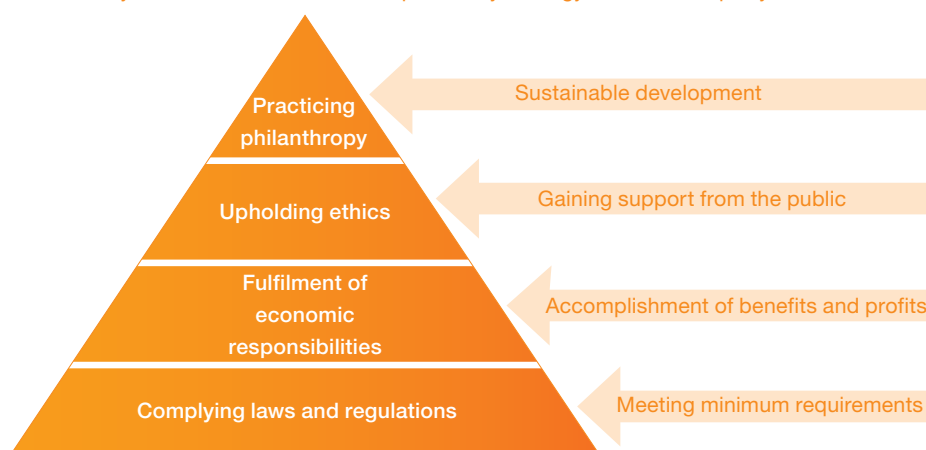 Practicing
philanthropy
Sustainable development
Upholding ethics
Gaining support from the public
Fulfilment of
economic
responsibilities
Accomplishment of benefits and profits
Complying laws and regulations
Meeting minimum requirements